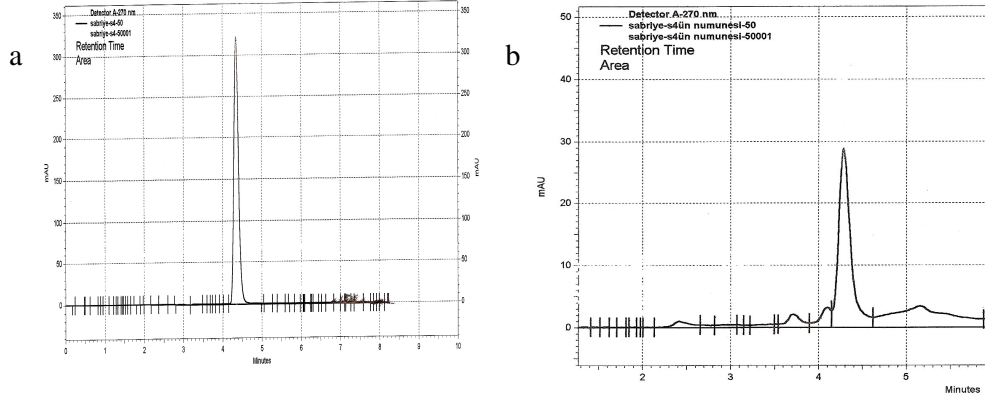 a
Detector A-270 nm
sabriye-s4-50
sabriye-s4-50001
Retention Time
Area
mAU
350
300
250
200
150
100
50
0
350
300
250
200
150
100
50
0
mAU
0 1 2 3 4 5 6 7 8 9 10
Minutes
b
Detector A-270 nm
sabriye-s4ün numunesi-50
sabriye-s4ün numunesi-50001
Retention Time
Area
mAU
50
40
30
20
10
0
2 3 4 5
Minutes